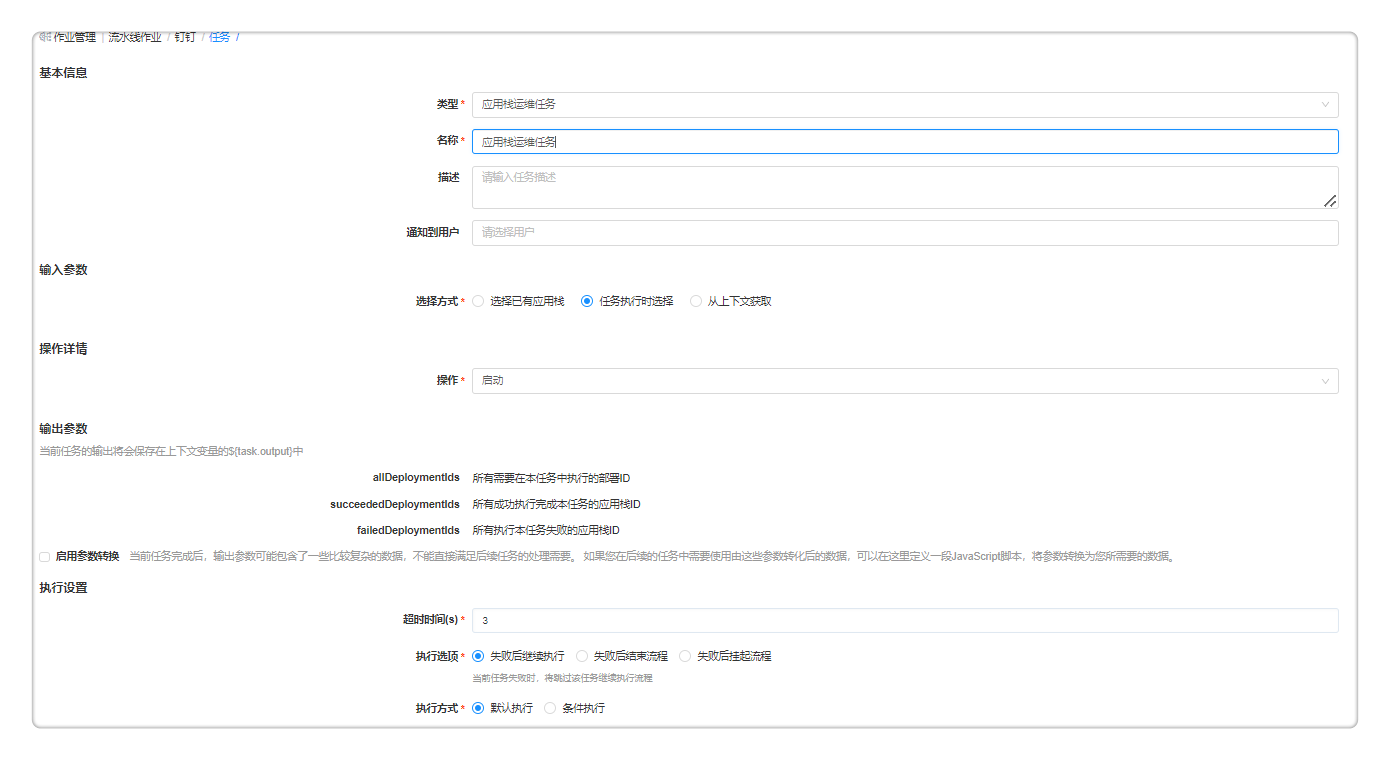 作业管理 | 流水线作业 / 钉钉 / 任务 /
基本信息
类型 * 应用栈运维任务
名称 * 应用栈运维任务
描述 请输入任务描述
通知到用户 请选择用户
输入参数
选择方式 * 选择已有应用栈 任务执行时选择 从上下文获取
操作详情
操作 * 启动
输出参数
当前任务的输出将会保存在上下文变量的${task.output}中
allDeploymentIds 所有需要在本任务中执行的部署ID
succeededDeploymentIds 所有成功执行完成本任务的应用栈ID
failedDeploymentIds 所有执行本任务失败的应用栈ID
启用参数转换 当前任务完成后，输出参数可能包含了一些比较复杂的数据，不能直接满足后续任务的处理需要。 如果您在后续的任务中需要使用由这些参数转化后的数据，可以在这里定义一段JavaScript脚本，将参数转换为您所需要的数据。
执行设置
超时时间(s) * 3
执行选项 * 失败后继续执行 失败后结束流程 失败后挂起流程
当前任务失败时，将跳过该任务继续执行流程
执行方式 * 默认执行 条件执行